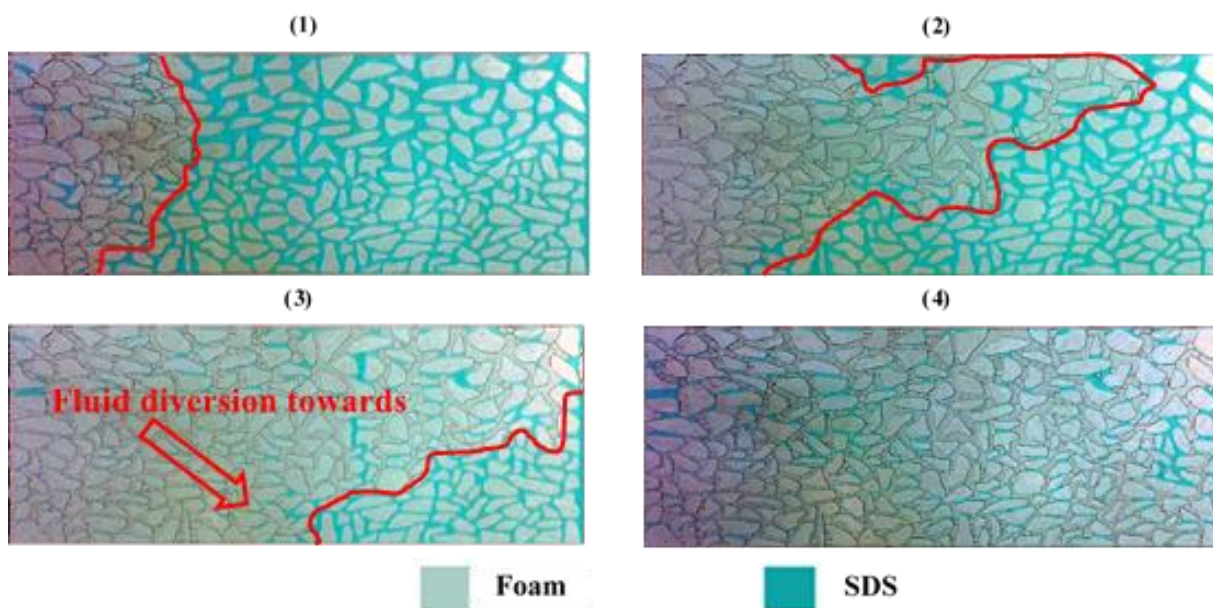 (1)
(2)
(3)
(4)
Fluid diversion towards
Foam
SDS